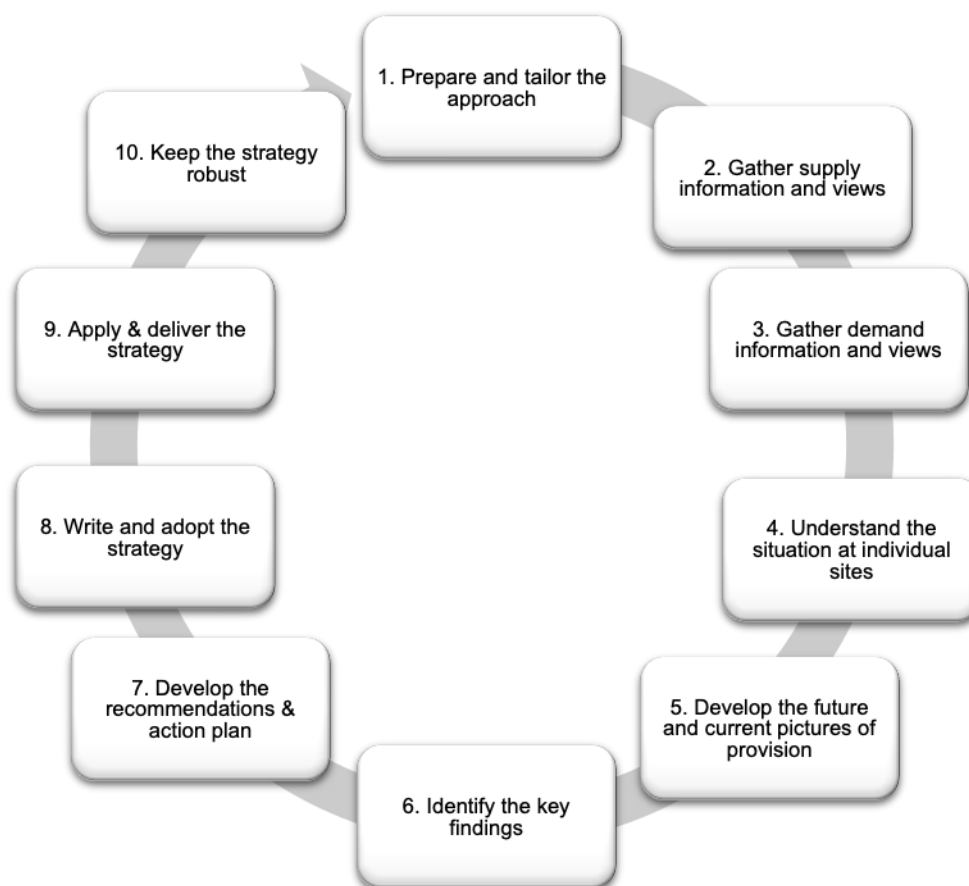 1. Prepare and tailor the
approach
2. Gather supply
information and views
3. Gather demand
information and views
4. Understand the
situation at individual
sites
5. Develop the future
and current pictures of
provision
6. Identify the key
findings
7. Develop the
recommendations &
action plan
8. Write and adopt the
strategy
9. Apply & deliver the
strategy
10. Keep the strategy
robust